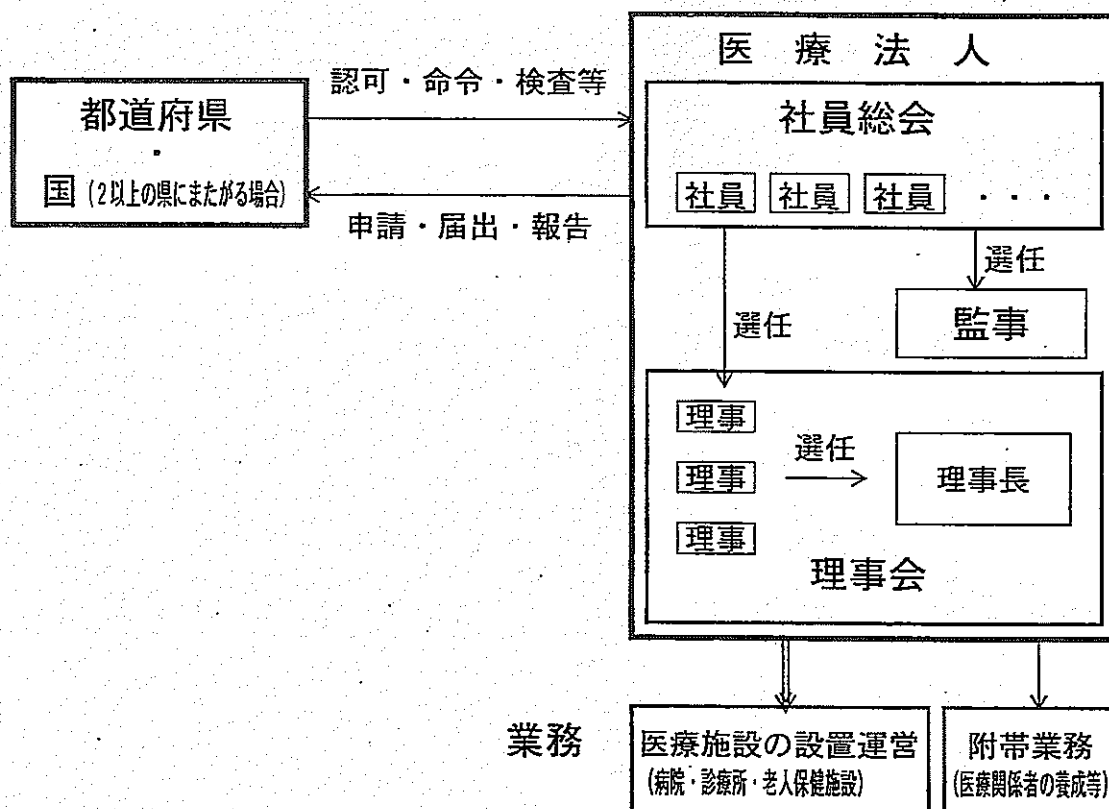 医療法人
都道府県
・
国(2以上の県にまたがる場合)
認可・命令・検査等
申請・届出・報告
社員総会
社員 社員 社員 ・・・
選任
監事
選任
理事
理事
理事
選任
理事長
理事会
業務
医療施設の設置運営
(病院・診療所・老人保健施設)
附帯業務
(医療関係者の養成等)